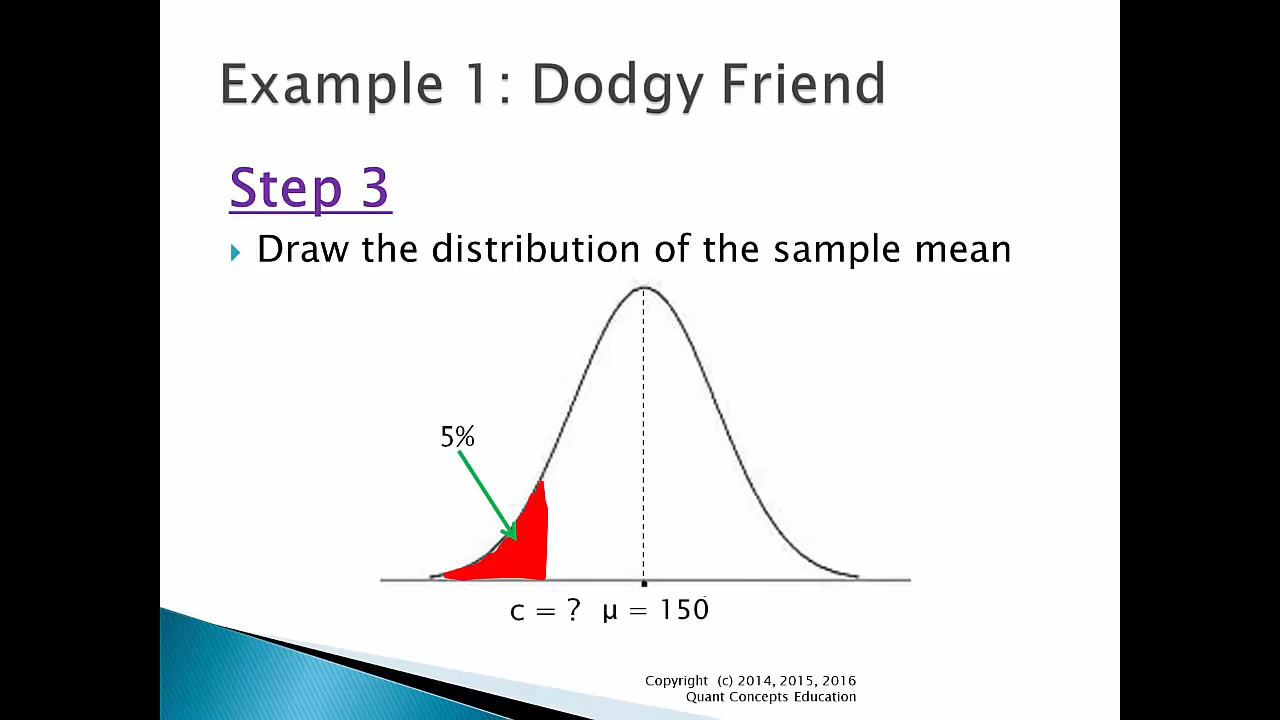 Example 1: Dodgy Friend
Step 3
Draw the distribution of the sample mean
5%
c = ? μ = 150
Copyright (c) 2014, 2015, 2016
Quant Concepts Education